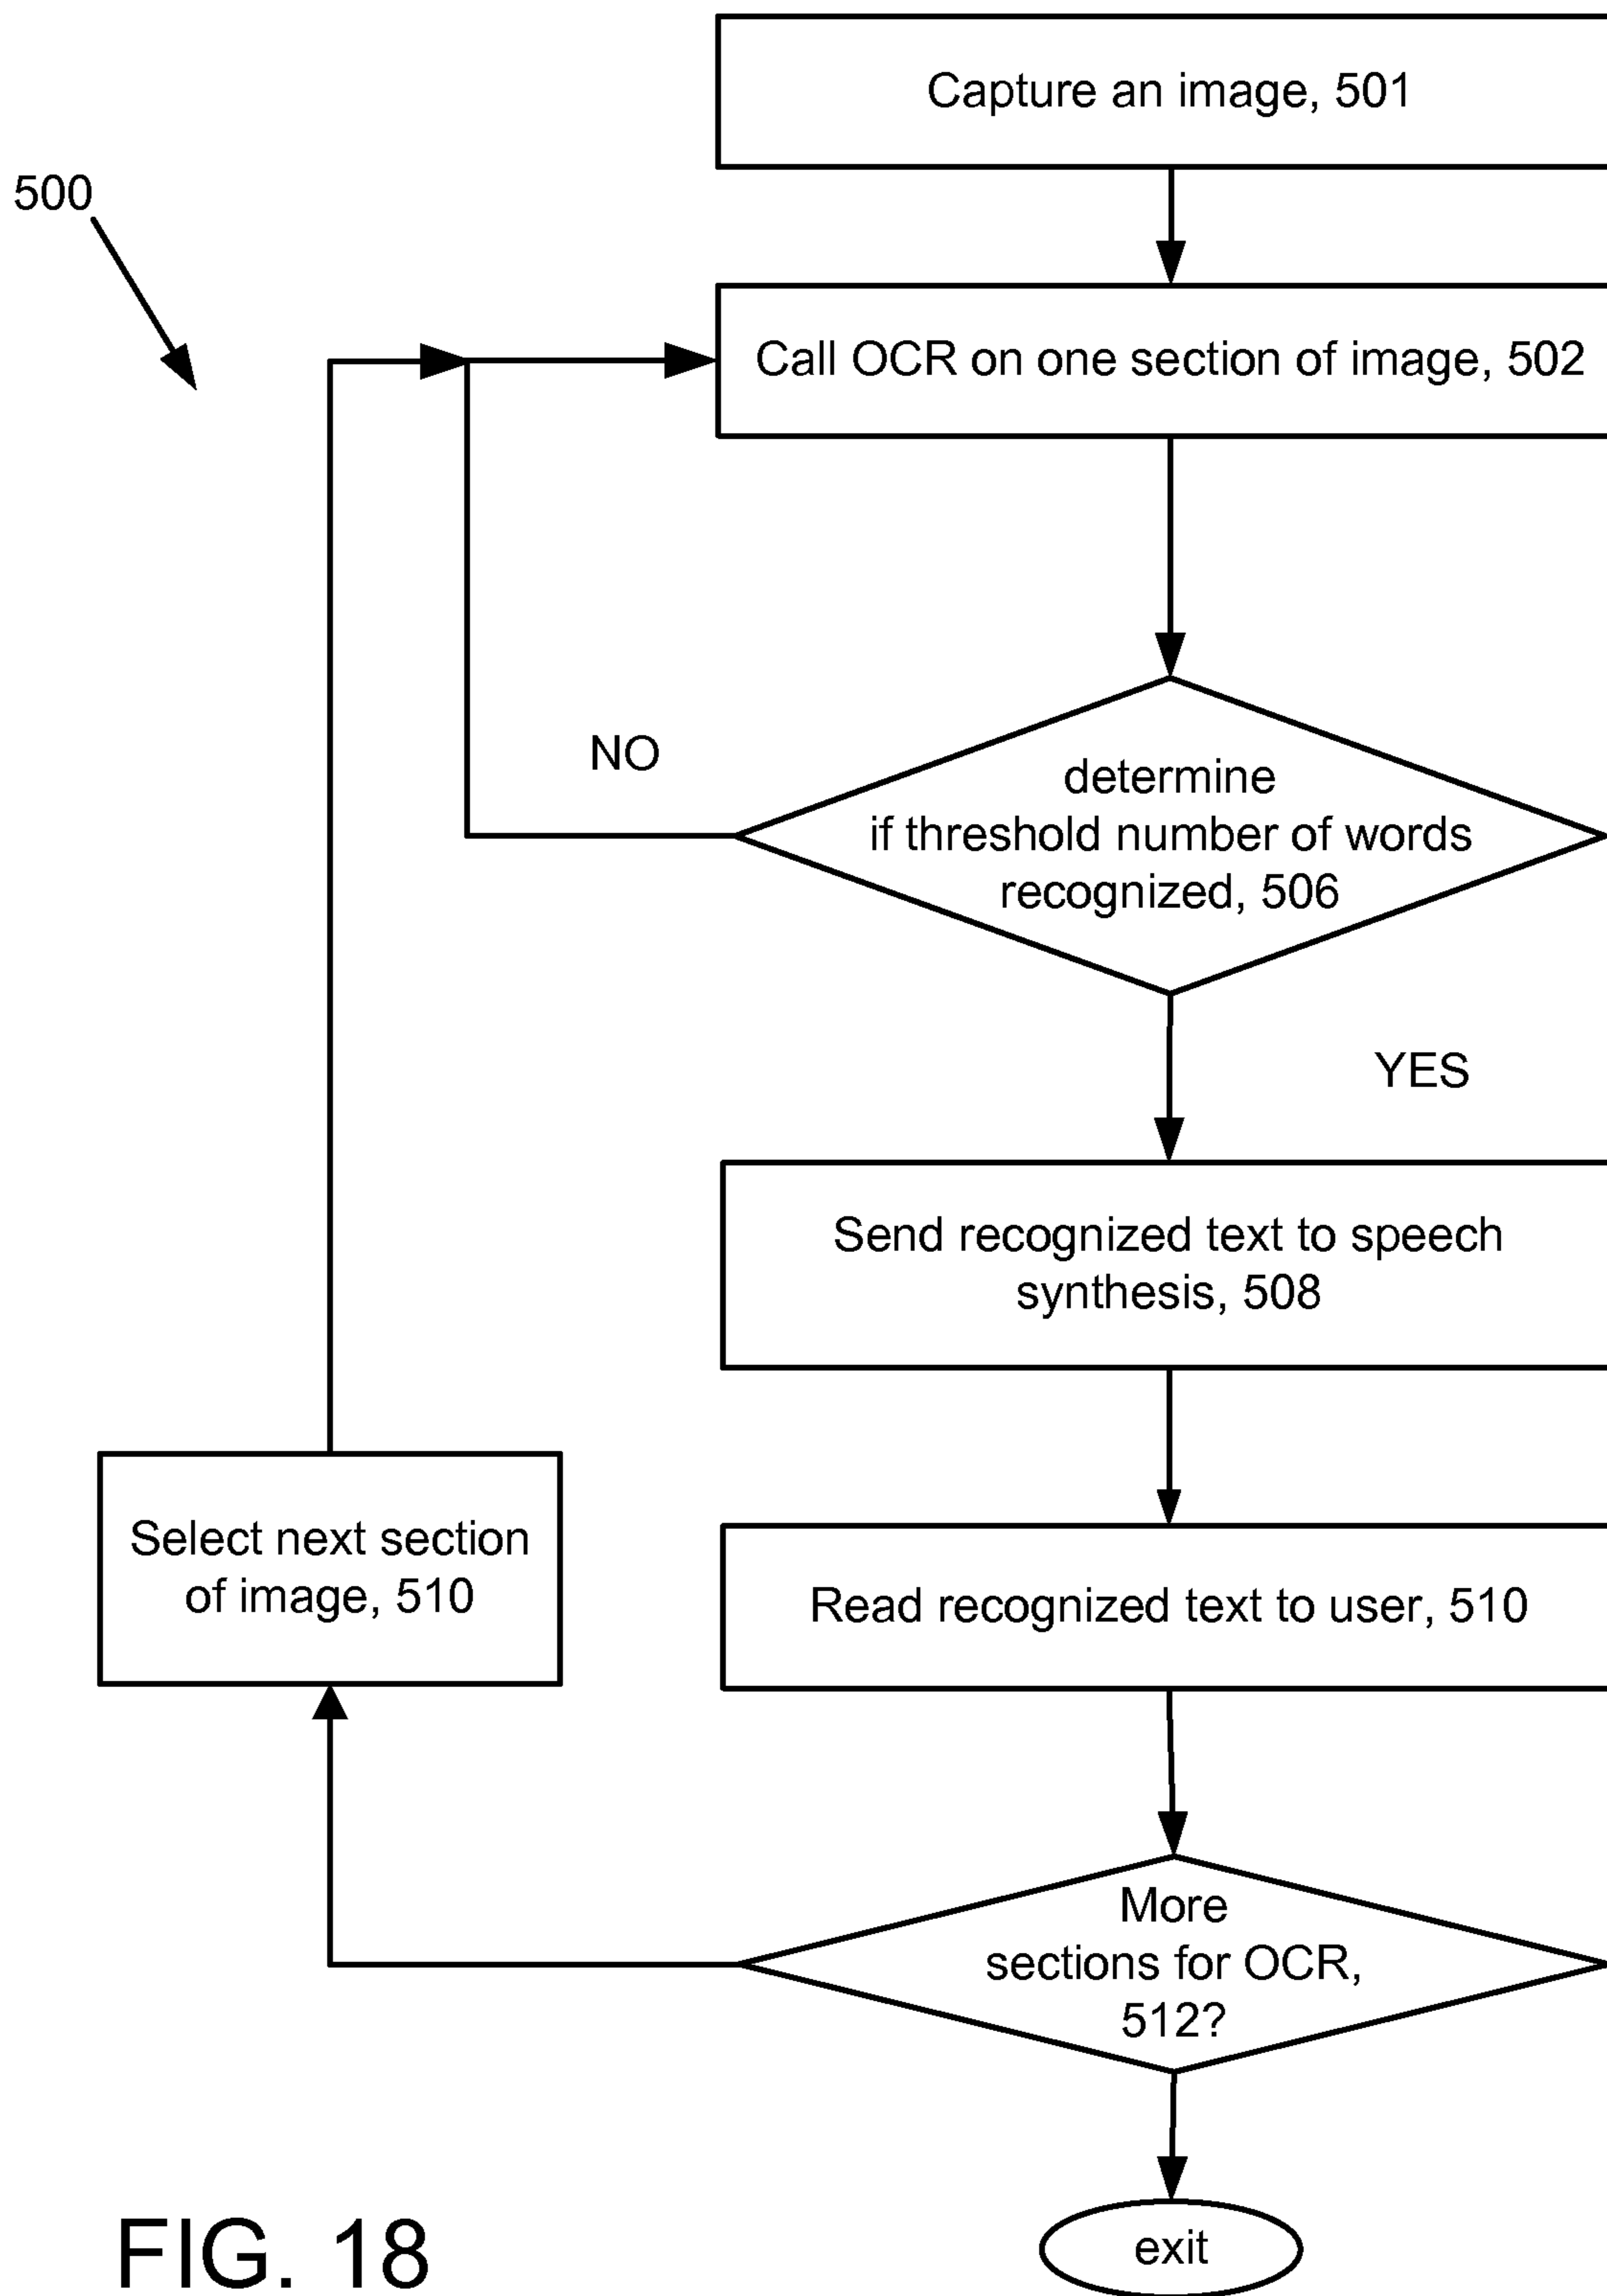 Capture an image, 501
500
Call OCR on one section of image, 502
NO
determine
if threshold number of words
recognized, 506
YES
Send recognized text to speech
synthesis, 508
Select next section
of image, 510
Read recognized text to user, 510
More
sections for OCR,
512?
exit
FIG. 18